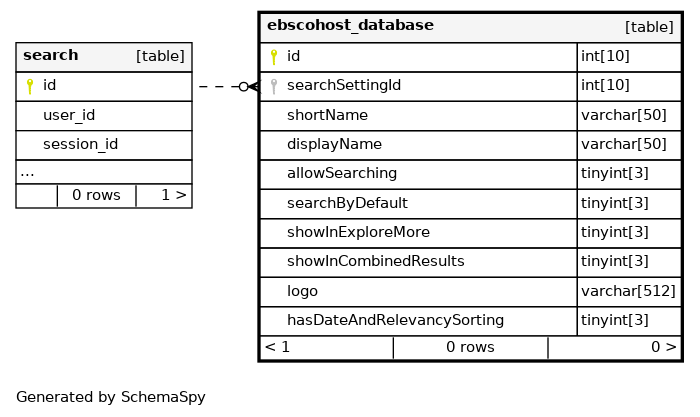 search [table]
id
user_id
session_id
...
0 rows 1 >
ebscohost_database [table]
id int[10]
searchSettingId int[10]
shortName varchar[50]
displayName varchar[50]
allowSearching tinyint[3]
searchByDefault tinyint[3]
showInExploreMore tinyint[3]
showInCombinedResults tinyint[3]
logo varchar[512]
hasDateAndRelevancySorting tinyint[3]
< 1 0 rows 0 >
Generated by SchemaSpy